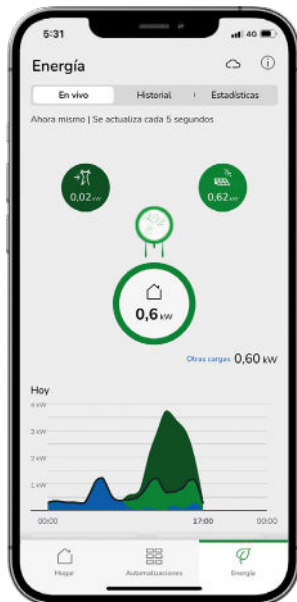 5:31
4G
Energía
En vivo
Historial
Estadísticas
Ahora mismo | Se actualiza cada 5 segundos
0,02 kW
0,62 kW
0,6 kW
Otras cargas 0,60 kW
Hoy
4 kW
3 kW
2 kW
1 kW
00:00 17:00 00:00
Hogar Automatizaciones Energía